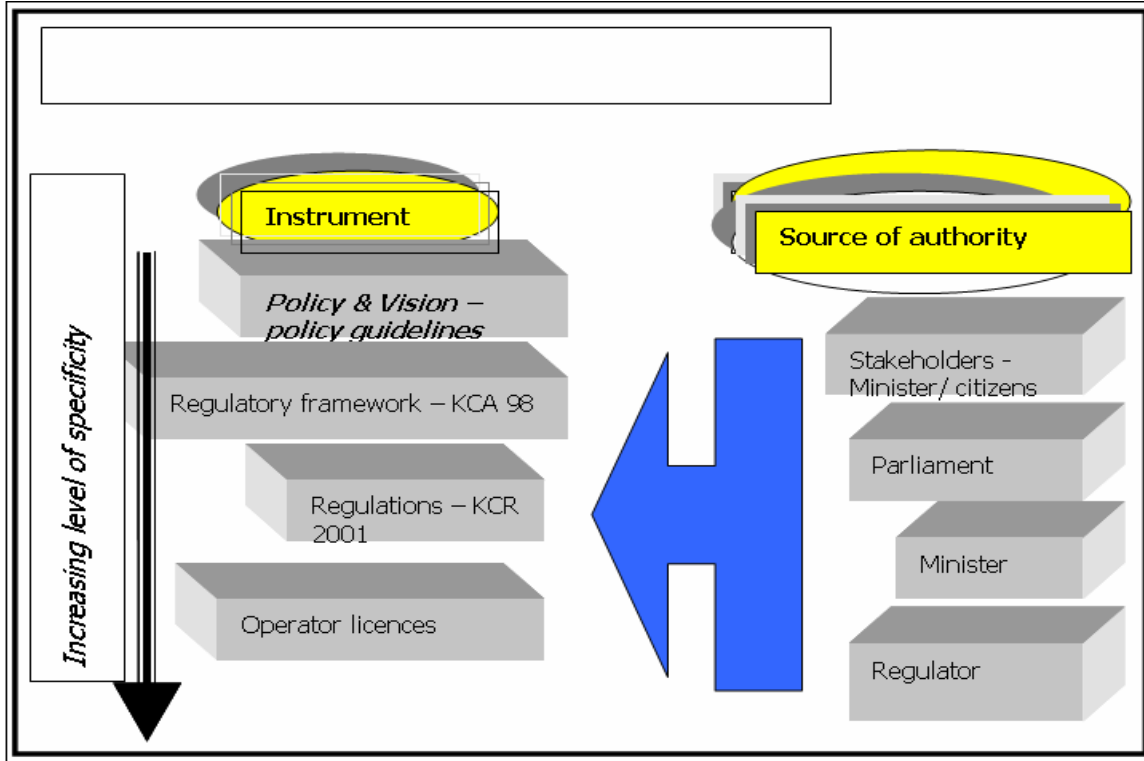 Instrument
Source of authority
Policy & Vision –
policy guidelines
Stakeholders -
Minister/ citizens
Regulatory framework – KCA 98
Parliament
Regulations – KCR
2001
Minister
Operator licences
Regulator
Increasing level of specificity